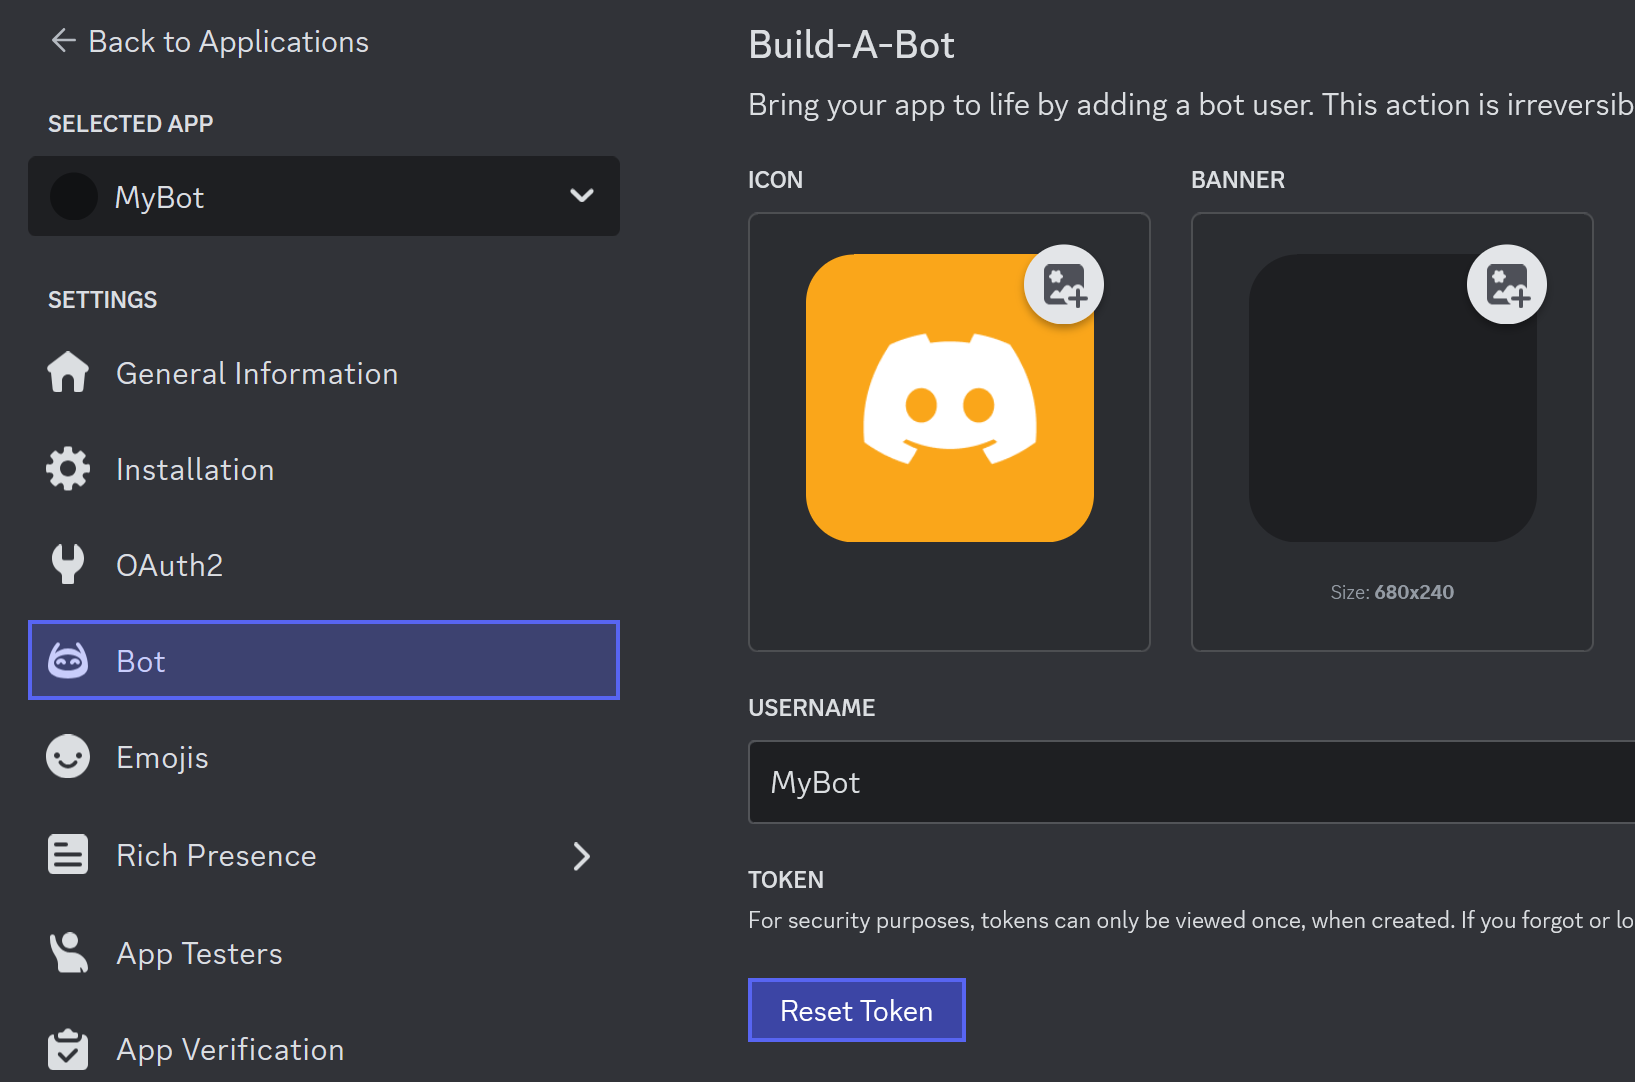 Back to Applications
SELECTED APP
MyBot
SETTINGS
General Information
Installation
OAuth2
Bot
Emojis
Rich Presence
App Testers
App Verification
Build-A-Bot
Bring your app to life by adding a bot user. This action is irreversib
ICON
BANNER
Size: 680x240
USERNAME
MyBot
TOKEN
For security purposes, tokens can only be viewed once, when created. If you forgot or lo
Reset Token